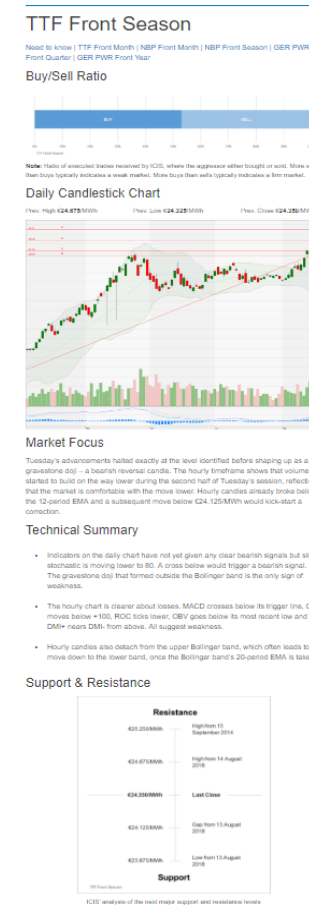 TTF Front Season
Need to know | TTF Front Month | NBP Front Month | NBP Front Season | GER PWR
Front Quarter | GER PWR Front Year
Buy/Sell Ratio
BUY
SELL
Note: Ratio of executed trades received by ICIS, where the aggressor either bought or sold. More s
than buys typically indicates a weak market. More buys than sells typically indicates a firm market.
Daily Candlestick Chart
Prev. High €24.875/MWh
Prev. Low €24.325/MWh
Prev. Close €24.350/MW
Market Focus
Tuesday's advancements halted exactly at the level identified before shaping up as a
gravestone doji – a bearish reversal candle. The hourly timeframe shows that volume
started to build on the way lower during the second half of Tuesday's session, reflecti
that the market is comfortable with the move lower. Hourly candles already broke belo
the 12-period EMA and a subsequent move below €24.125/MWh would kick-start a
correction.
Technical Summary
• Indicators on the daily chart have not yet given any clear bearish signals but sl
stochastic is moving lower to 80. A cross below would trigger a bearish signal.
The gravestone doji that formed outside the Bollinger band is the only sign of
weakness.
• The hourly chart is clearer about losses. MACD crosses below its trigger line, C
moves below +100, ROC ticks lower, OBV goes below its most recent low and
DMI+ nears DMI- from above. All suggest weakness.
• Hourly candles also detach from the upper Bollinger band, which often leads to
move down to the lower band, once the Bollinger band's 20-period EMA is take
Support & Resistance
Resistance
€25.250/MWh
High from 15
September 2014
€24.875/MWh
High from 14 August
2018
€24.350/MWh
Last Close
€24.125/MWh
Gap from 13 August
2018
€23.875/MWh
Low from 13 August
2018
Support
TTF Front Season
ICIS' analysis of the next major support and resistance levels